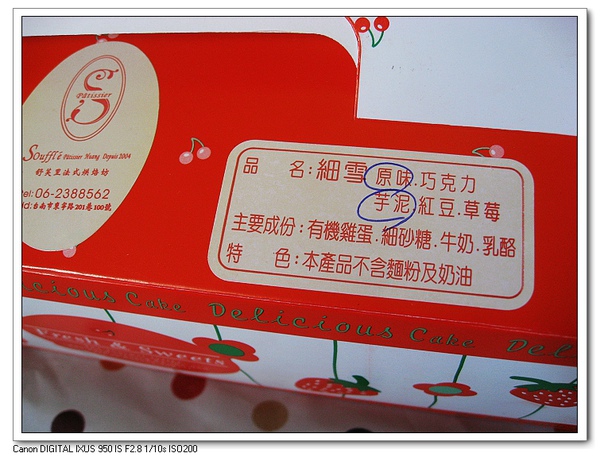 S
Pâtissier
Soufflé Pâtissier Huang Depuis 2004
舒芙里法式烘焙坊
Tel: 06-2388562
Ad:台南市東寧路201巷100號
品 名:細雪 原味.巧克力
芋泥.紅豆.草莓
主要成份:有機雞蛋.細砂糖.牛奶.乳酪
特 色:本產品不含麵粉及奶油
Delicious Cake Delicious Cake Delicious
Fresh & Sweets
Canon DIGITAL IXUS 950 IS F2.8 1/10s ISO200